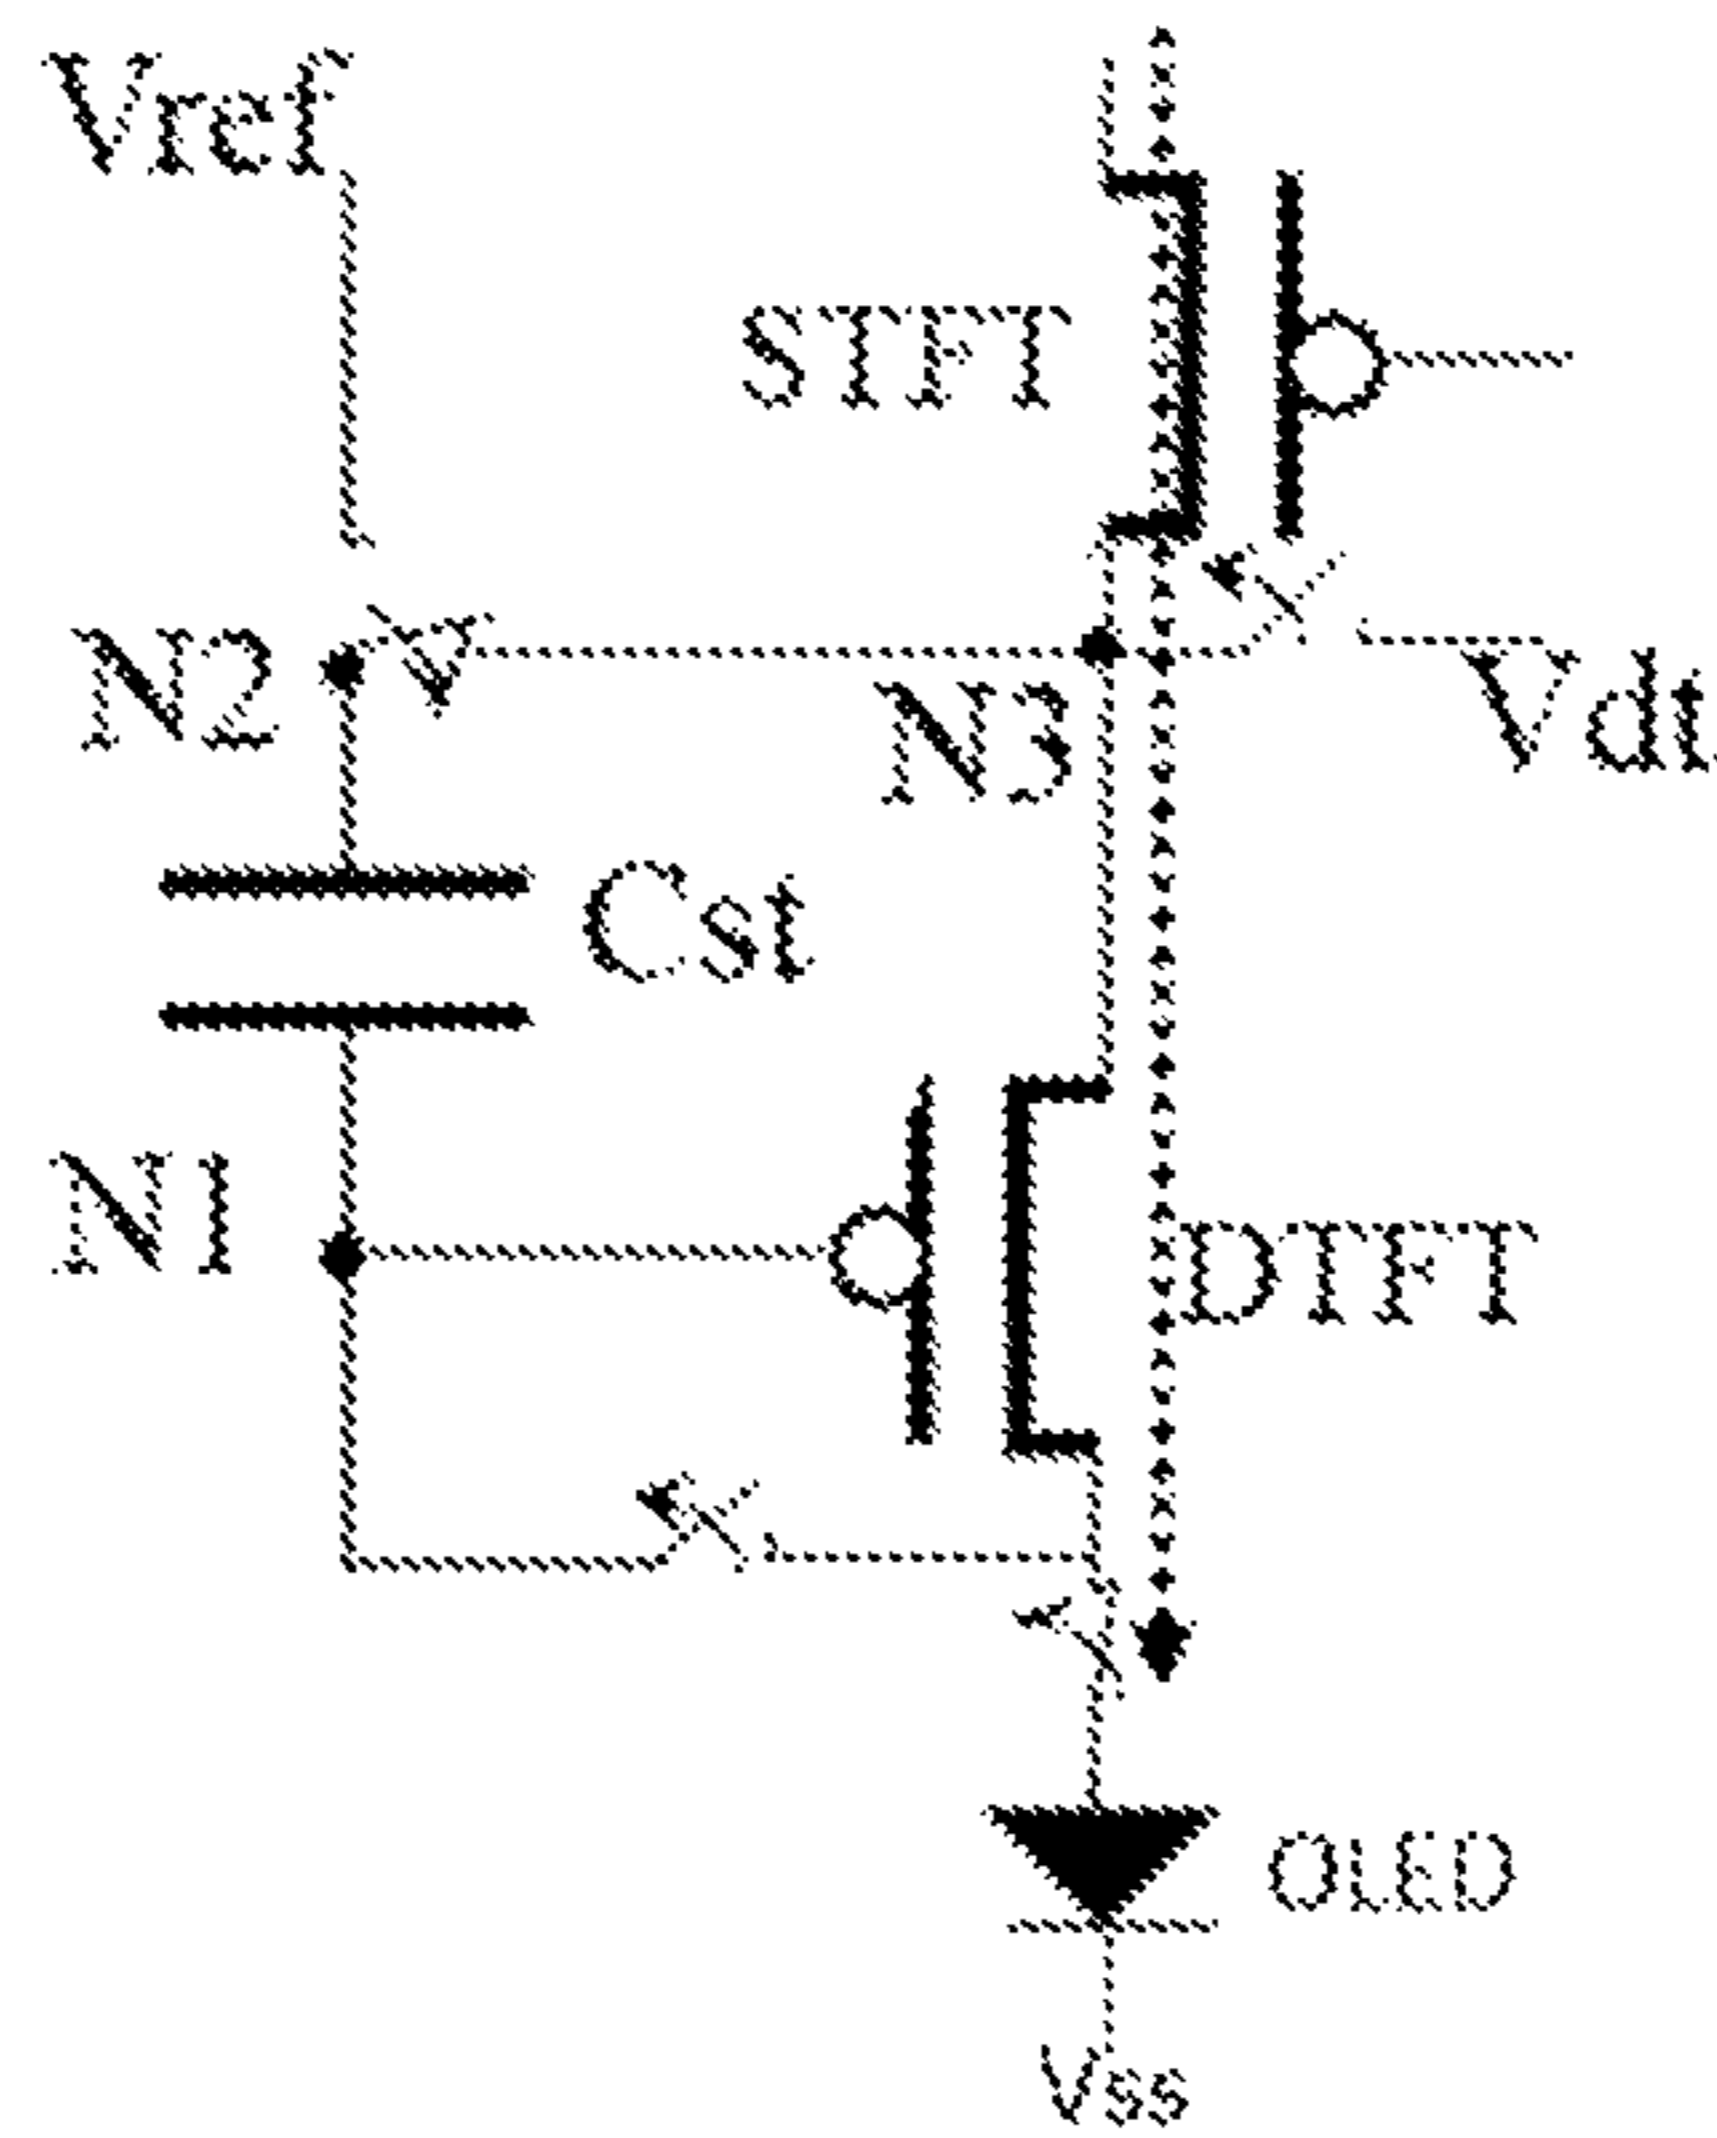 Vref
STFT
N2
N3
Vdt
Cst
N1
DTFT
OLED
Vss